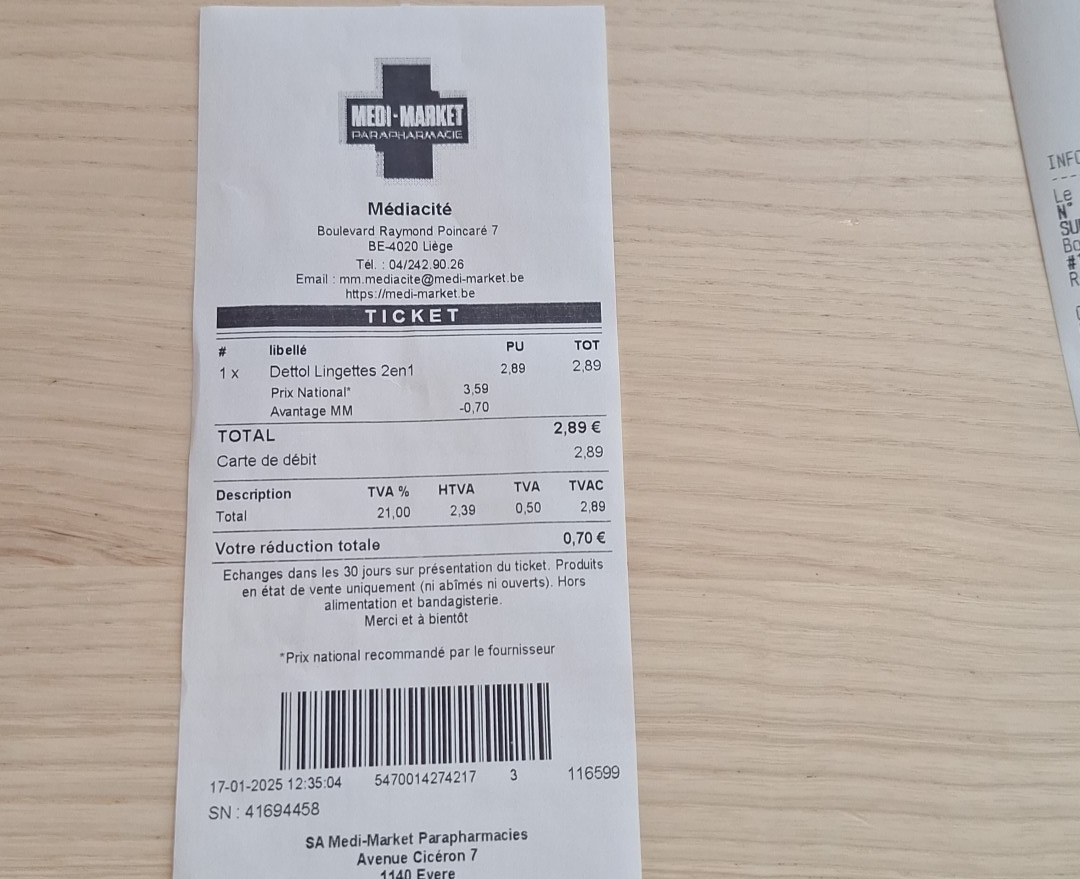 MEDI-MARKET
PARAPHARMACIE
Médiacité
Boulevard Raymond Poincaré 7
BE-4020 Liège
Tél. : 04/242.90.26
Email : mm.mediacite@medi-market.be
https://medi-market.be
TICKET
# libellé PU TOT
1 x Dettol Lingettes 2en1 2,89 2,89
Prix National* 3,59
Avantage MM -0,70
TOTAL 2,89 €
Carte de débit 2,89
Description TVA % HTVA TVA TVAC
Total 21,00 2,39 0,50 2,89
Votre réduction totale 0,70 €
Echanges dans les 30 jours sur présentation du ticket. Produits
en état de vente uniquement (ni abîmés ni ouverts). Hors
alimentation et bandagisterie.
Merci et à bientôt
*Prix national recommandé par le fournisseur
17-01-2025 12:35:04 5470014274217 3 116599
SN : 41694458
SA Medi-Market Parapharmacies
Avenue Cicéron 7
1140 Evere
Le
N°